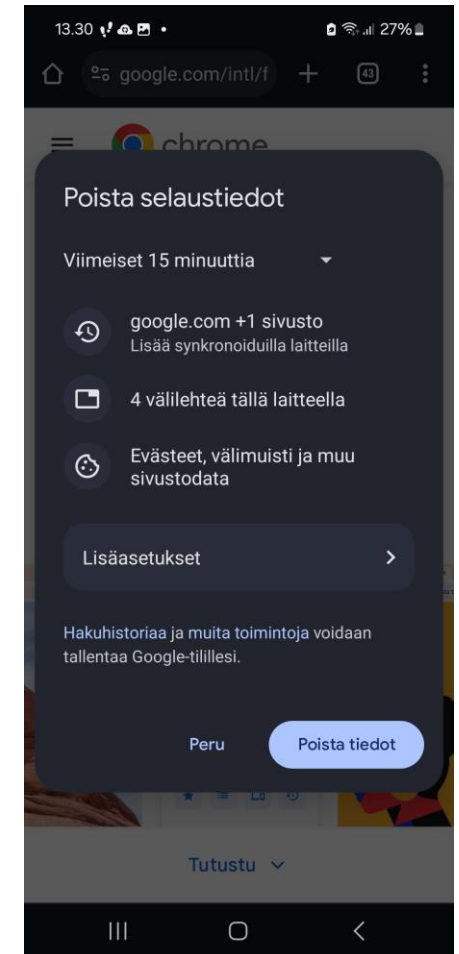 13.30
27%
google.com/intl/f
43
chrome
Poista selaustiedot
Viimeiset 15 minuuttia
google.com +1 sivusto
Lisää synkronoiduilla laitteilla
4 välilehteä tällä laitteella
Evästeet, välimuisti ja muu
sivustodata
Lisäasetukset
Hakuhistoriaa ja muita toimintoja voidaan
tallentaa Google-tilillesi.
Peru
Poista tiedot
Tutustu